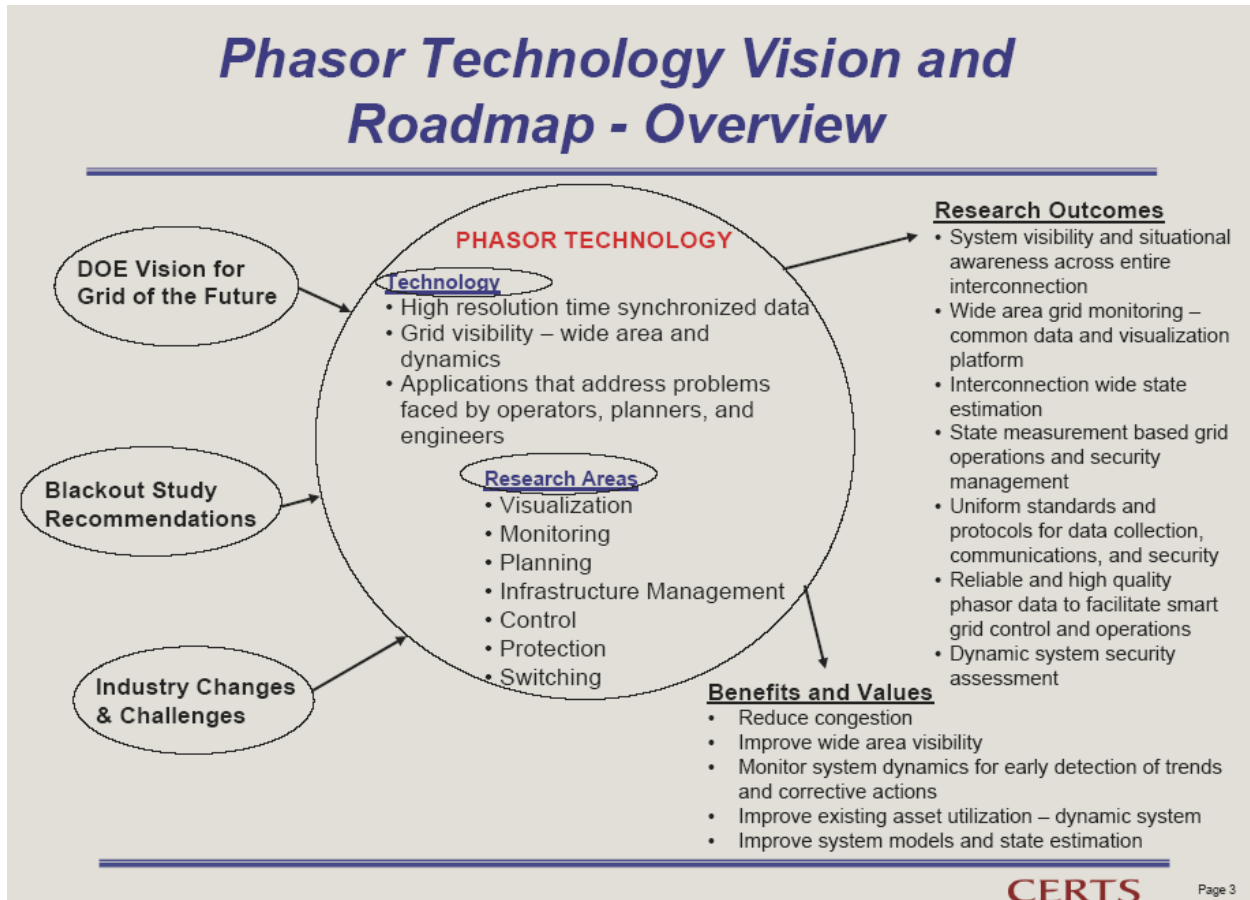 Phasor Technology Vision and
Roadmap - Overview
DOE Vision for
Grid of the Future
Blackout Study
Recommendations
Industry Changes
& Challenges
PHASOR TECHNOLOGY
Technology
• High resolution time synchronized data
• Grid visibility – wide area and
dynamics
• Applications that address problems
faced by operators, planners, and
engineers
Research Areas
• Visualization
• Monitoring
• Planning
• Infrastructure Management
• Control
• Protection
• Switching
Research Outcomes
• System visibility and situational
awareness across entire
interconnection
• Wide area grid monitoring –
common data and visualization
platform
• Interconnection wide state
estimation
• State measurement based grid
operations and security
management
• Uniform standards and
protocols for data collection,
communications, and security
• Reliable and high quality
phasor data to facilitate smart
grid control and operations
• Dynamic system security
assessment
Benefits and Values
• Reduce congestion
• Improve wide area visibility
• Monitor system dynamics for early detection of trends
and corrective actions
• Improve existing asset utilization – dynamic system
• Improve system models and state estimation
CERTS
Page 3